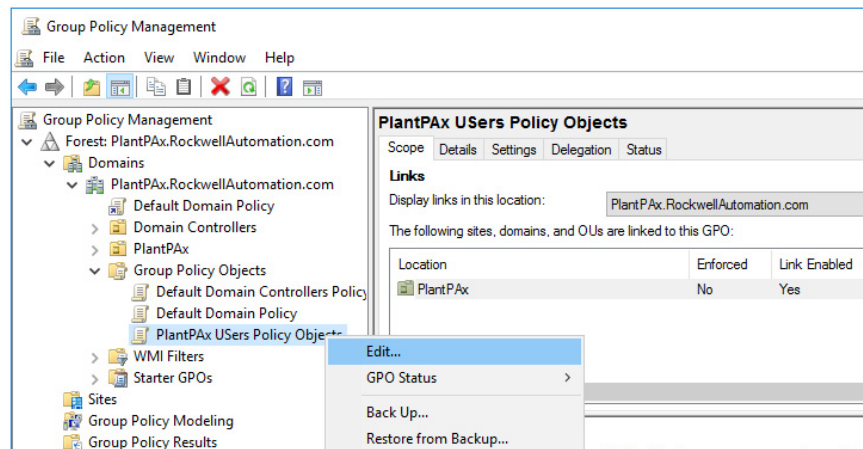 Group Policy Management
File Action View Window Help
Group Policy Management
Forest: PlantPAx.RockwellAutomation.com
Domains
PlantPAx.RockwellAutomation.com
Default Domain Policy
Domain Controllers
PlantPAx
Group Policy Objects
Default Domain Controllers Policy
Default Domain Policy
PlantPAx USers Policy Objects
WMI Filters
Starter GPOs
Sites
Group Policy Modeling
Group Policy Results
PlantPAx USers Policy Objects
Scope Details Settings Delegation Status
Links
Display links in this location: PlantPAx.RockwellAutomation.com
The following sites, domains, and OUs are linked to this GPO:
Location Enforced Link Enabled
PlantPAx No Yes
Edit...
GPO Status
Back Up...
Restore from Backup...